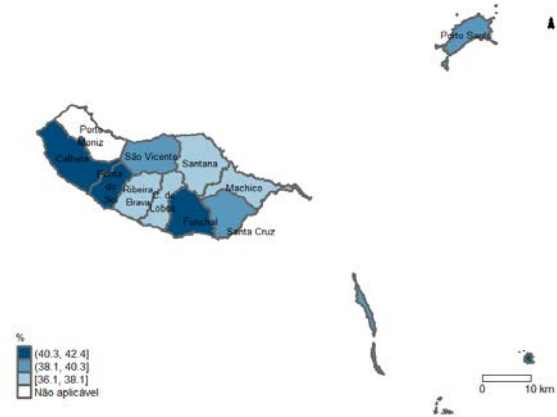 Porto Santo
Porto
Moniz
Calheta
São Vicente
Santana
Ponta
do
Sol
Ribeira
Brava
C. de
Lobos
Machico
Funchal
Santa Cruz
%
(40.3, 42.4]
(38.1, 40.3]
[36.1, 38.1]
Não aplicável
0 10 km